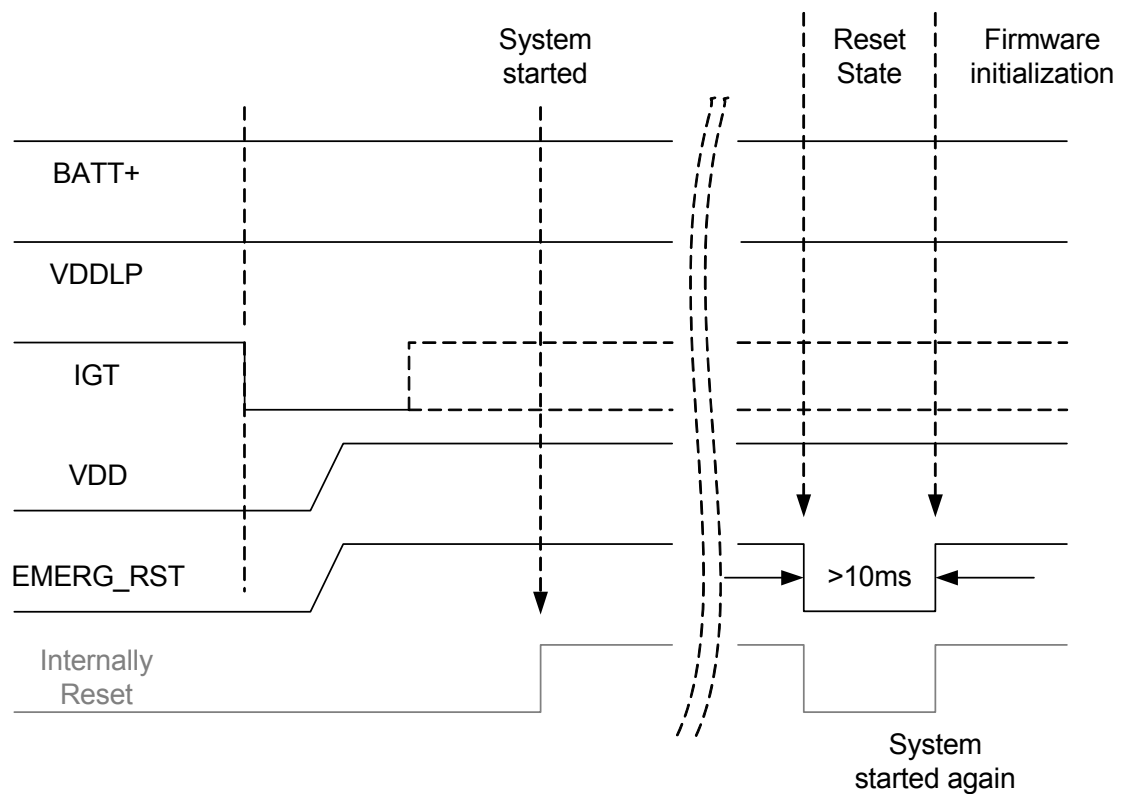 System
started
Reset
State
Firmware
initialization
BATT+
VDDLP
IGT
VDD
EMERG_RST
>10ms
Internally
Reset
System
started again